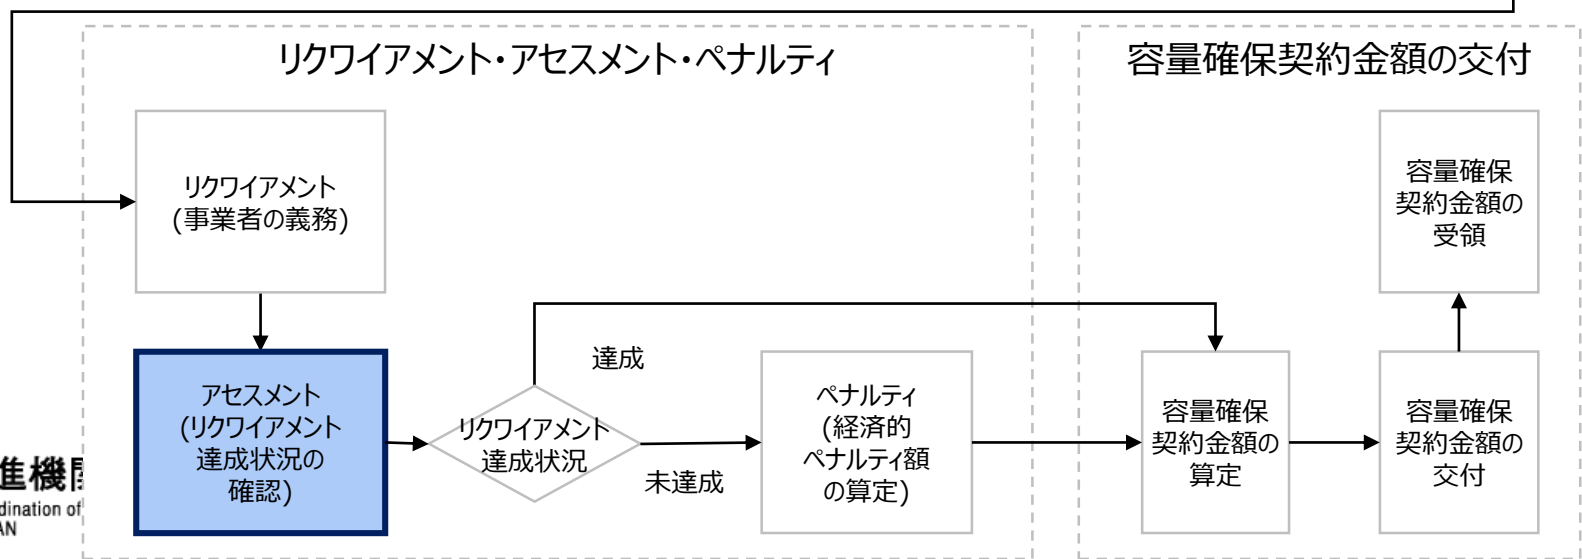 リクワイアメント・アセスメント・ペナルティ
容量確保契約金額の交付
リクワイアメント
(事業者の義務)
容量確保
契約金額の
受領
達成
アセスメント
(リクワイアメント
達成状況の
確認)
リクワイアメント
達成状況
未達成
ペナルティ
(経済的
ペナルティ額
の算定)
容量確保
契約金額の
算定
容量確保
契約金額の
交付
進機
dination of
AN